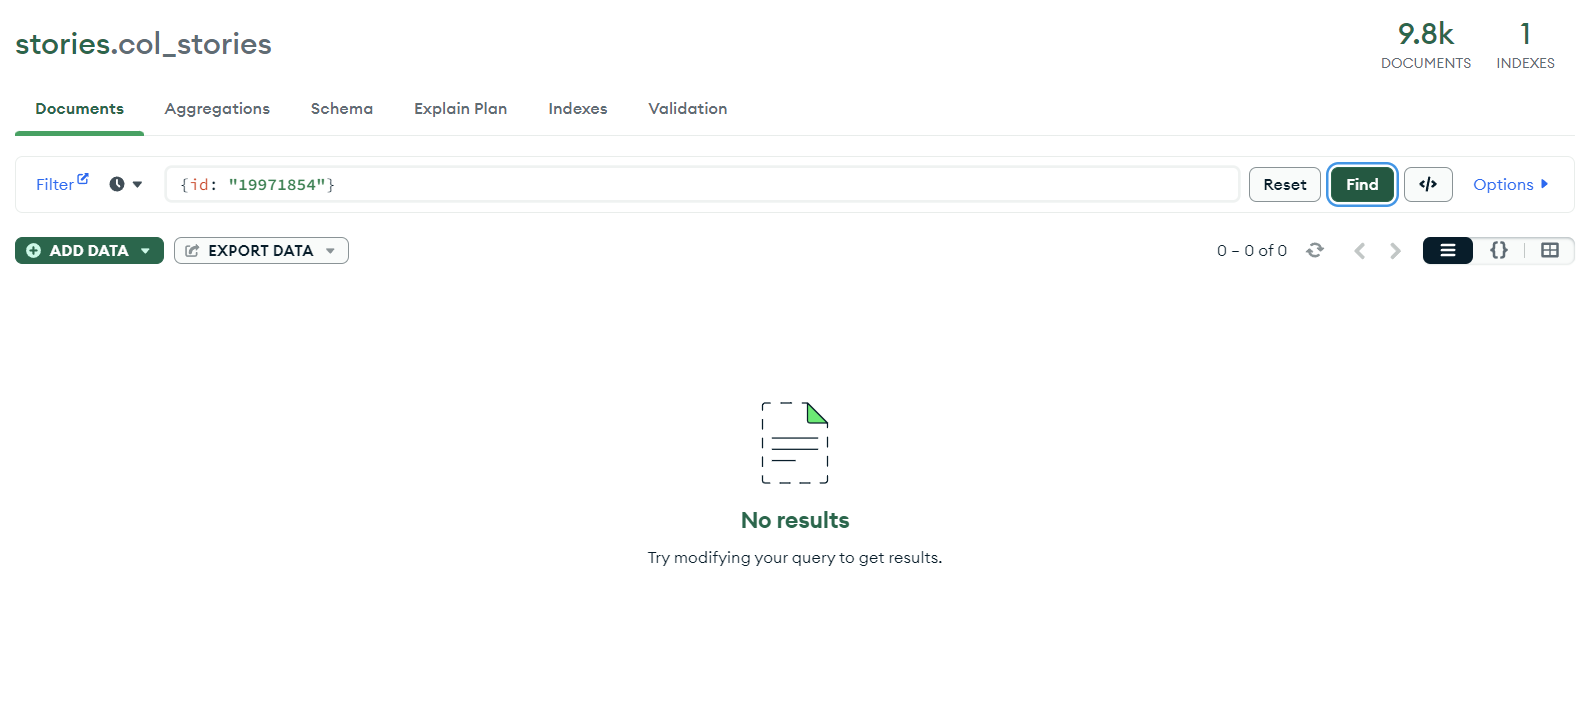 stories.col_stories
9.8k
DOCUMENTS
1
INDEXES
Documents
Aggregations
Schema
Explain Plan
Indexes
Validation
Filter
{id: "19971854"}
Reset
Find
</>
Options
ADD DATA
EXPORT DATA
0 – 0 of 0
{}
No results
Try modifying your query to get results.